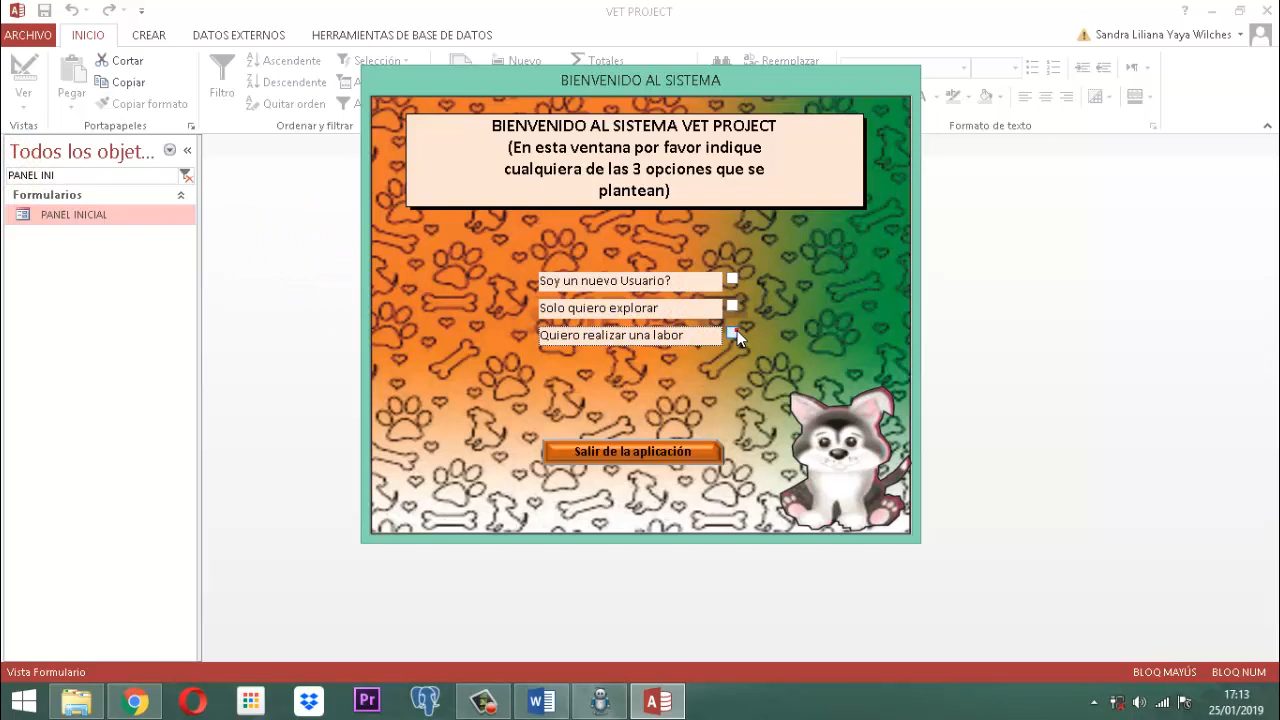 VET PROJECT
ARCHIVO INICIO CREAR DATOS EXTERNOS HERRAMIENTAS DE BASE DE DATOS Sandra Liliana Yaya Wilches
Ver
Vistas
Pegar
Cortar
Copiar
Copiar formato
Portapapeles
Filtro
Ascendente
Descendente
Quitar
Selección
Ordenar y filtrar
Nuevo
Totales
Reemplazar
Formato de texto
Todos los objet...
PANEL INI
Formularios
PANEL INICIAL
BIENVENIDO AL SISTEMA
BIENVENIDO AL SISTEMA VET PROJECT
(En esta ventana por favor indique
cualquiera de las 3 opciones que se
plantean)
Soy un nuevo Usuario?
Solo quiero explorar
Quiero realizar una labor
Salir de la aplicación
Vista Formulario BLOQ MAYÚS BLOQ NUM
Pr
17:13
25/01/2019